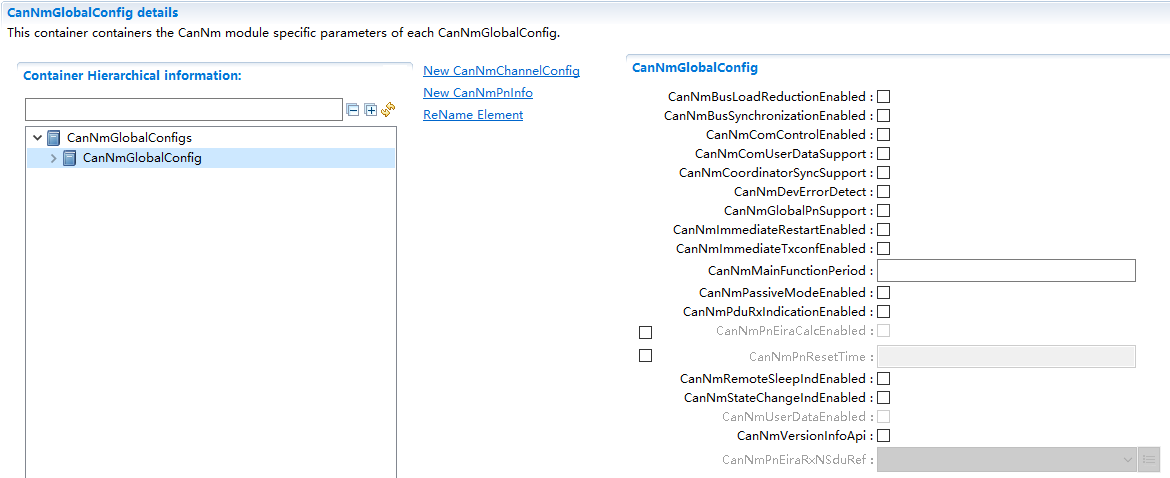 CanNmGlobalConfig details
This container containers the CanNm module specific parameters of each CanNmGlobalConfig.
Container Hierarchical information:
CanNmGlobalConfigs
CanNmGlobalConfig
New CanNmChannelConfig
New CanNmPnInfo
ReName Element
CanNmGlobalConfig
CanNmBusLoadReductionEnabled :
CanNmBusSynchronizationEnabled :
CanNmComControlEnabled :
CanNmComUserDataSupport :
CanNmCoordinatorSyncSupport :
CanNmDevErrorDetect :
CanNmGlobalPnSupport :
CanNmImmediateRestartEnabled :
CanNmImmediateTxconfEnabled :
CanNmMainFunctionPeriod :
CanNmPassiveModeEnabled :
CanNmPduRxIndicationEnabled :
CanNmPnEiraCalcEnabled :
CanNmPnResetTime :
CanNmRemoteSleepIndEnabled :
CanNmStateChangeIndEnabled :
CanNmUserDataEnabled :
CanNmVersionInfoApi :
CanNmPnEiraRxNSduRef :